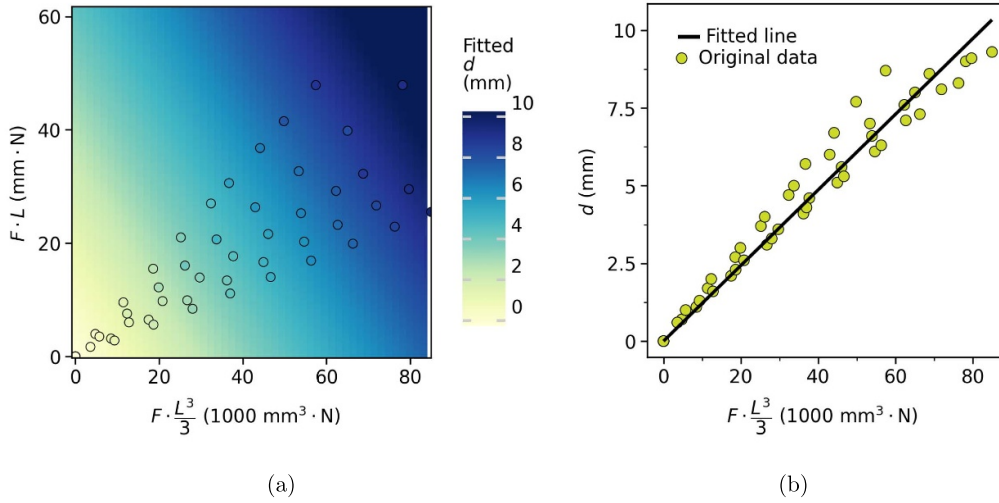 60
40
20
0
F · L (mm · N)
0 20 40 60 80
F · L³/3 (1000 mm³ · N)
Fitted
d
(mm)
10
8
6
4
2
0
(a)
10
7.5
5
2.5
0
d (mm)
Fitted line
Original data
0 20 40 60 80
F · L³/3 (1000 mm³ · N)
(b)